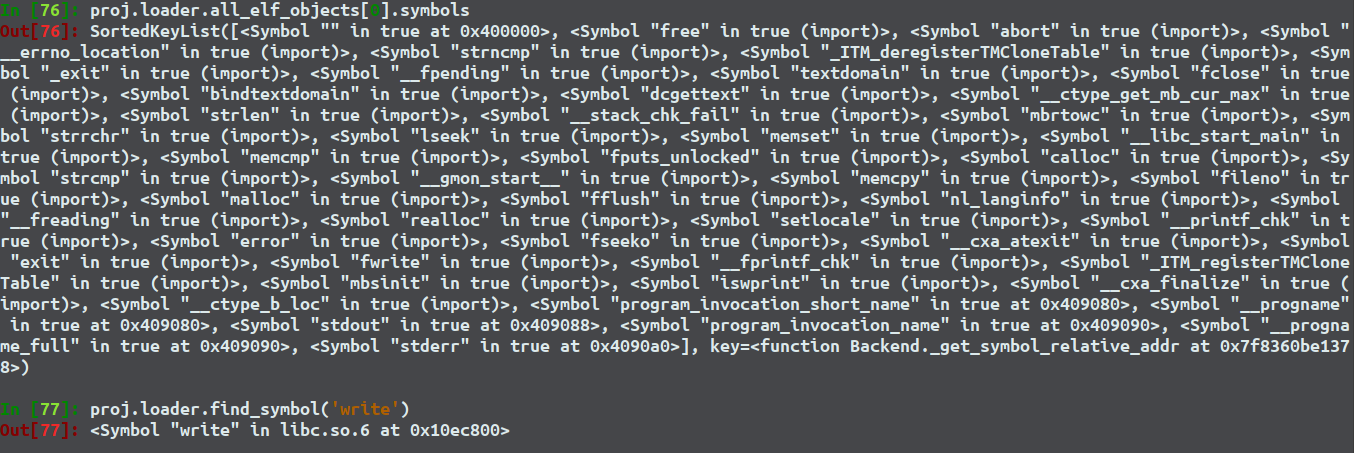 In [76]: proj.loader.all_elf_objects[0].symbols
Out[76]: SortedKeyList([<Symbol "" in true at 0x400000>, <Symbol "free" in true (import)>, <Symbol "abort" in true (import)>, <Symbol "
__errno_location" in true (import)>, <Symbol "strncmp" in true (import)>, <Symbol "_ITM_deregisterTMCloneTable" in true (import)>, <Sym
bol "_exit" in true (import)>, <Symbol "__fpending" in true (import)>, <Symbol "textdomain" in true (import)>, <Symbol "fclose" in true
 (import)>, <Symbol "bindtextdomain" in true (import)>, <Symbol "dcgettext" in true (import)>, <Symbol "__ctype_get_mb_cur_max" in true
 (import)>, <Symbol "strlen" in true (import)>, <Symbol "__stack_chk_fail" in true (import)>, <Symbol "mbrtowc" in true (import)>, <Sym
bol "strrchr" in true (import)>, <Symbol "lseek" in true (import)>, <Symbol "memset" in true (import)>, <Symbol "__libc_start_main" in
true (import)>, <Symbol "memcmp" in true (import)>, <Symbol "fputs_unlocked" in true (import)>, <Symbol "calloc" in true (import)>, <Sy
mbol "strcmp" in true (import)>, <Symbol "__gmon_start__" in true (import)>, <Symbol "memcpy" in true (import)>, <Symbol "fileno" in tr
ue (import)>, <Symbol "malloc" in true (import)>, <Symbol "fflush" in true (import)>, <Symbol "nl_langinfo" in true (import)>, <Symbol
"__freading" in true (import)>, <Symbol "realloc" in true (import)>, <Symbol "setlocale" in true (import)>, <Symbol "__printf_chk" in t
rue (import)>, <Symbol "error" in true (import)>, <Symbol "fseeko" in true (import)>, <Symbol "__cxa_atexit" in true (import)>, <Symbol
 "exit" in true (import)>, <Symbol "fwrite" in true (import)>, <Symbol "__fprintf_chk" in true (import)>, <Symbol "_ITM_registerTMClone
Table" in true (import)>, <Symbol "mbsinit" in true (import)>, <Symbol "iswprint" in true (import)>, <Symbol "__cxa_finalize" in true (
import)>, <Symbol "__ctype_b_loc" in true (import)>, <Symbol "program_invocation_short_name" in true at 0x409080>, <Symbol "__progname"
 in true at 0x409080>, <Symbol "stdout" in true at 0x409088>, <Symbol "program_invocation_name" in true at 0x409090>, <Symbol "__progna
me_full" in true at 0x409090>, <Symbol "stderr" in true at 0x4090a0>], key=<function Backend._get_symbol_relative_addr at 0x7f8360be137
8>)
In [77]: proj.loader.find_symbol('write')
Out[77]: <Symbol "write" in libc.so.6 at 0x10ec800>